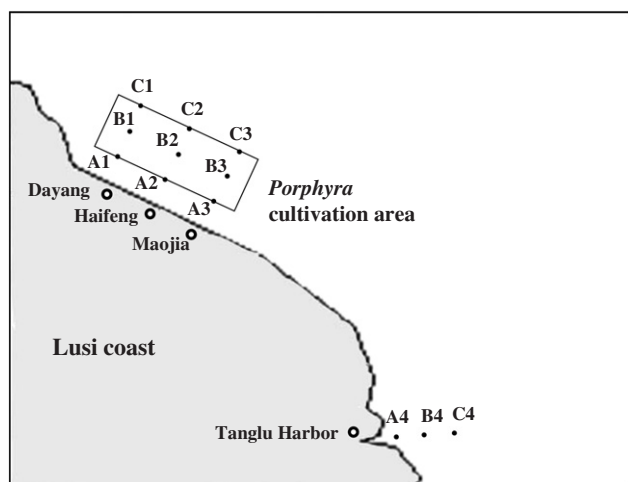 C1
C2
C3
B1
B2
B3
A1
A2
A3
Porphyra
cultivation area
Dayang
Haifeng
Maojia
Lusi coast
Tanglu Harbor
A4 B4 C4